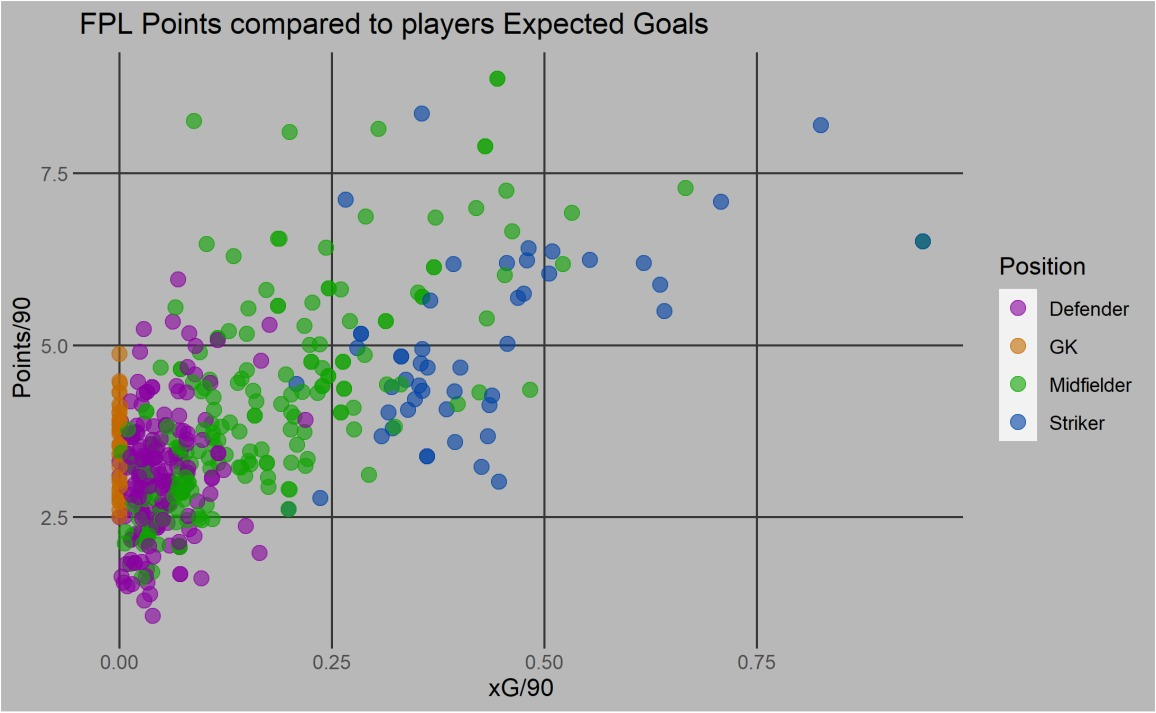 FPL Points compared to players Expected Goals
Points/90
7.5
5.0
2.5
0.00
0.25
0.50
0.75
xG/90
Position
Defender
GK
Midfielder
Striker